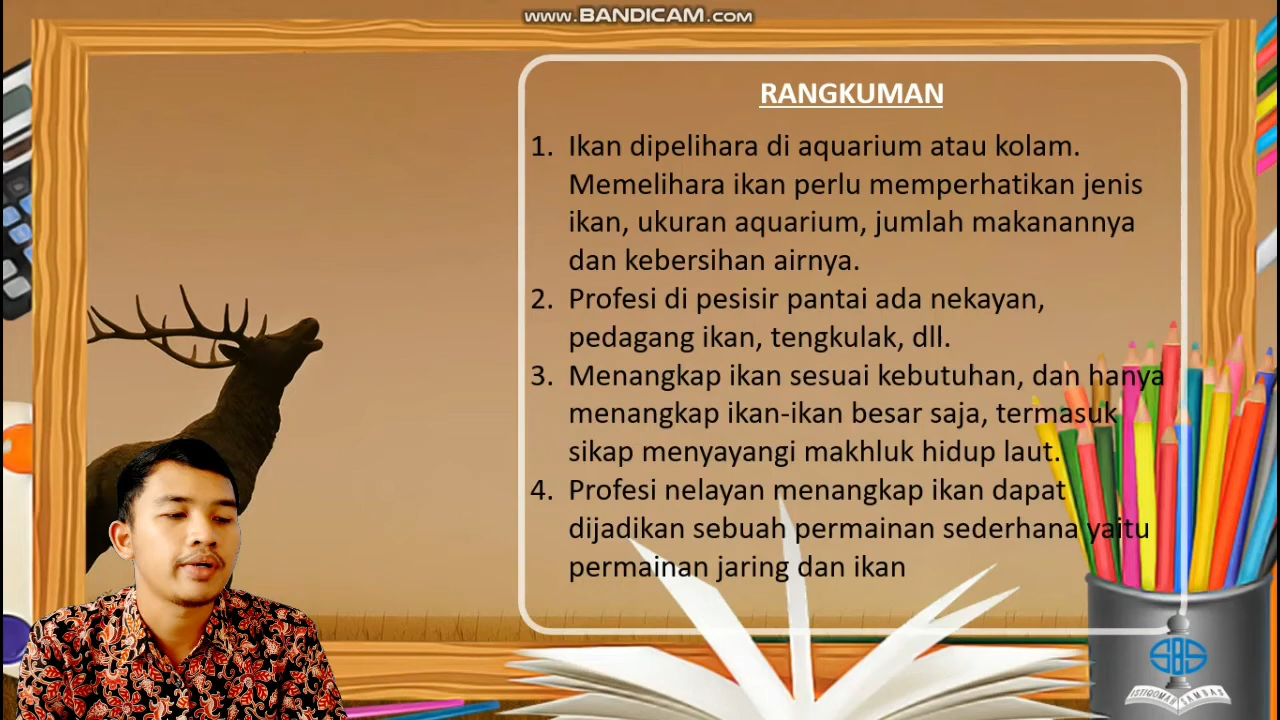 www.BANDICAM.com
RANGKUMAN
1. Ikan dipelihara di aquarium atau kolam.
Memelihara ikan perlu memperhatikan jenis
ikan, ukuran aquarium, jumlah makanannya
dan kebersihan airnya.
2. Profesi di pesisir pantai ada nekayan,
pedagang ikan, tengkulak, dll.
3. Menangkap ikan sesuai kebutuhan, dan hanya
menangkap ikan-ikan besar saja, termasuk
sikap menyayangi makhluk hidup laut.
4. Profesi nelayan menangkap ikan dapat
dijadikan sebuah permainan sederhana yaitu
permainan jaring dan ikan
SBS
ISTIQOMAH SAMBAS